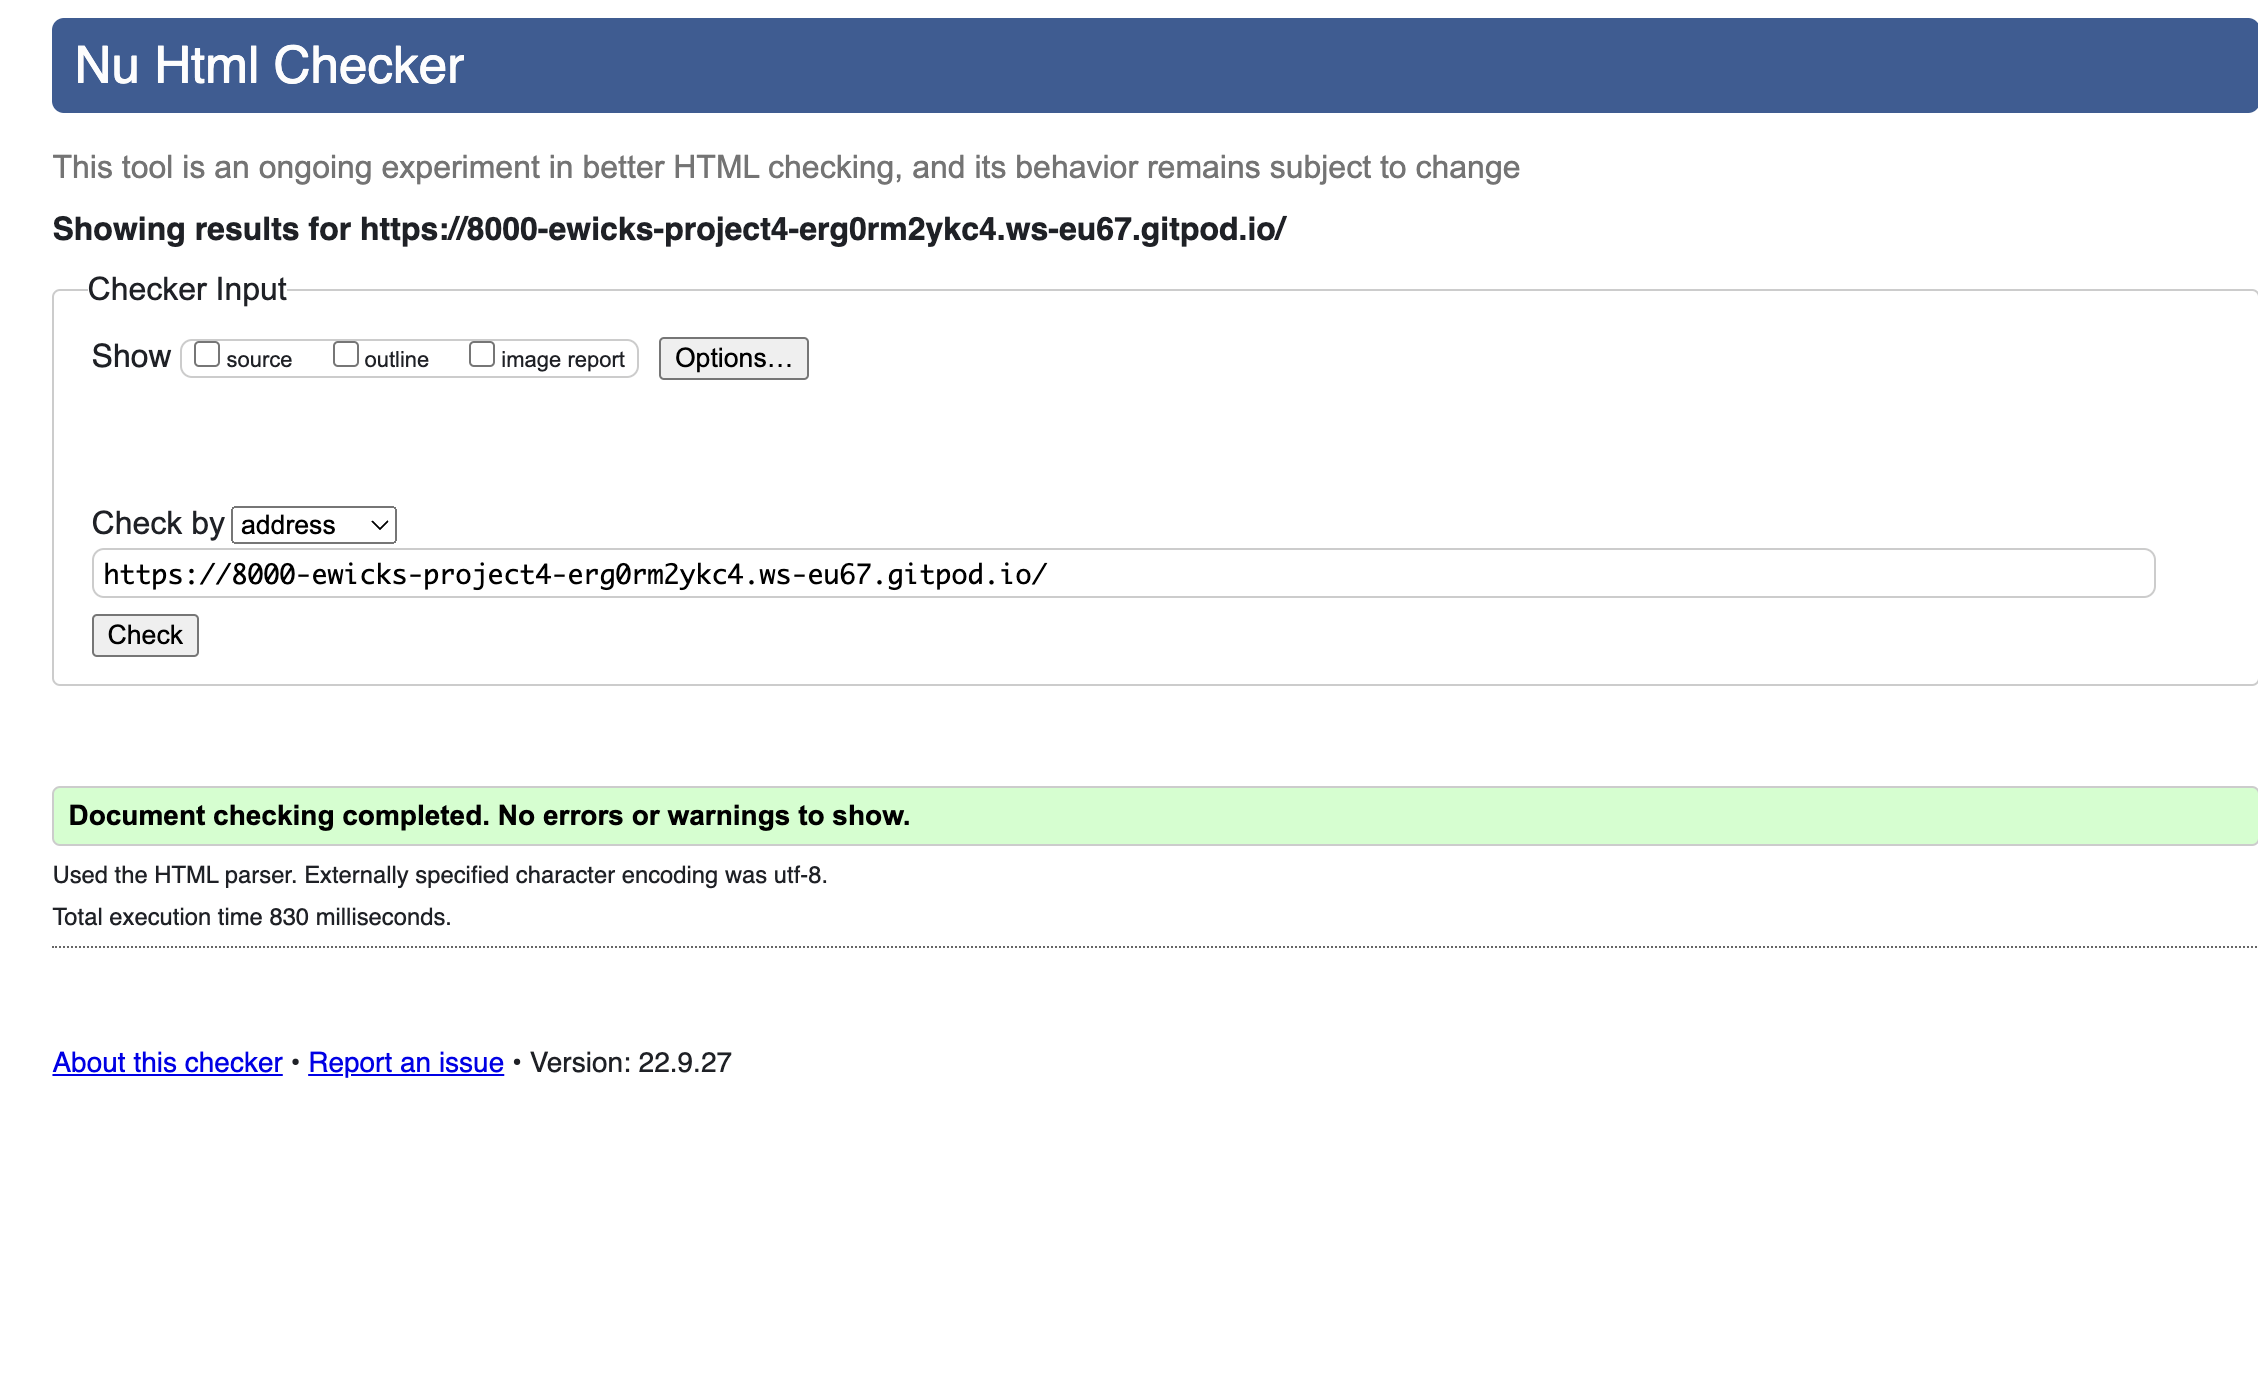 Nu Html Checker
This tool is an ongoing experiment in better HTML checking, and its behavior remains subject to change
Showing results for https://8000-ewicks-project4-erg0rm2ykc4.ws-eu67.gitpod.io/
Checker Input
Show source outline image report Options...
Check by address
https://8000-ewicks-project4-erg0rm2ykc4.ws-eu67.gitpod.io/
Check
Document checking completed. No errors or warnings to show.
Used the HTML parser. Externally specified character encoding was utf-8.
Total execution time 830 milliseconds.
About this checker • Report an issue • Version: 22.9.27